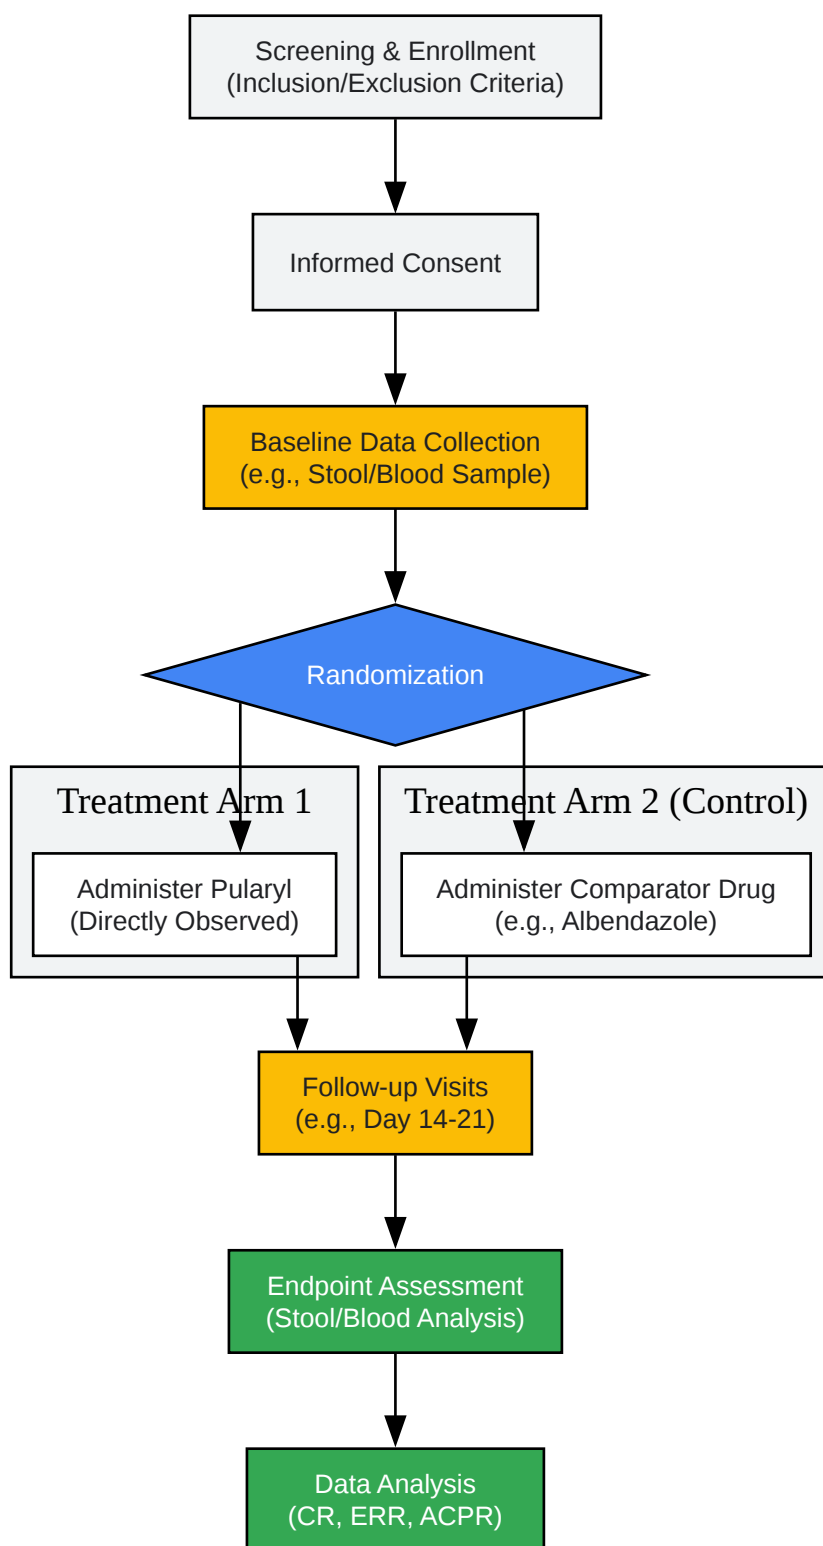 Screening & Enrollment
(Inclusion/Exclusion Criteria)
Informed Consent
Baseline Data Collection
(e.g., Stool/Blood Sample)
Randomization
Treatment Arm 1
Treatment Arm 2 (Control)
Administer Pularyl
(Directly Observed)
Administer Comparator Drug
(e.g., Albendazole)
Follow-up Visits
(e.g., Day 14-21)
Endpoint Assessment
(Stool/Blood Analysis)
Data Analysis
(CR, ERR, ACPR)